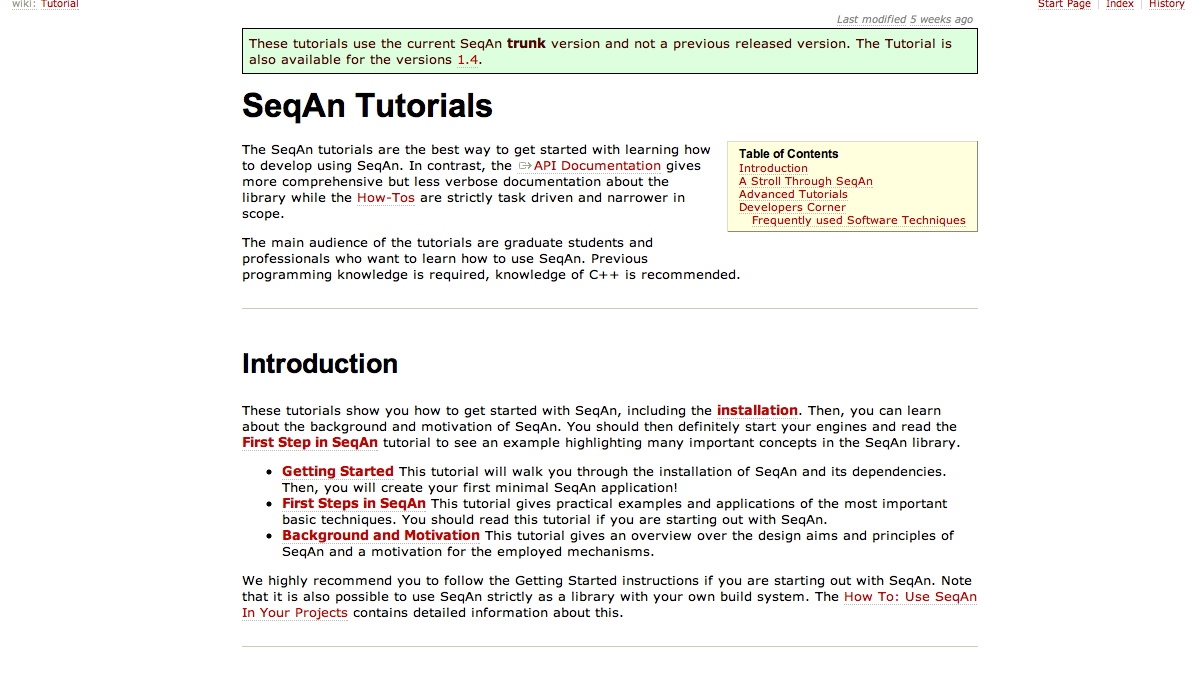 wiki: Tutorial
Start Page | Index | History
Last modified 5 weeks ago
These tutorials use the current SeqAn trunk version and not a previous released version. The Tutorial is
also available for the versions 1.4.
SeqAn Tutorials
The SeqAn tutorials are the best way to get started with learning how
to develop using SeqAn. In contrast, the API Documentation gives
more comprehensive but less verbose documentation about the
library while the How-Tos are strictly task driven and narrower in
scope.
Table of Contents
Introduction
A Stroll Through SeqAn
Advanced Tutorials
Developers Corner
Frequently used Software Techniques
The main audience of the tutorials are graduate students and
professionals who want to learn how to use SeqAn. Previous
programming knowledge is required, knowledge of C++ is recommended.
Introduction
These tutorials show you how to get started with SeqAn, including the installation. Then, you can learn
about the background and motivation of SeqAn. You should then definitely start your engines and read the
First Step in SeqAn tutorial to see an example highlighting many important concepts in the SeqAn library.
• Getting Started This tutorial will walk you through the installation of SeqAn and its dependencies.
Then, you will create your first minimal SeqAn application!
• First Steps in SeqAn This tutorial gives practical examples and applications of the most important
basic techniques. You should read this tutorial if you are starting out with SeqAn.
• Background and Motivation This tutorial gives an overview over the design aims and principles of
SeqAn and a motivation for the employed mechanisms.
We highly recommend you to follow the Getting Started instructions if you are starting out with SeqAn. Note
that it is also possible to use SeqAn strictly as a library with your own build system. The How To: Use SeqAn
In Your Projects contains detailed information about this.